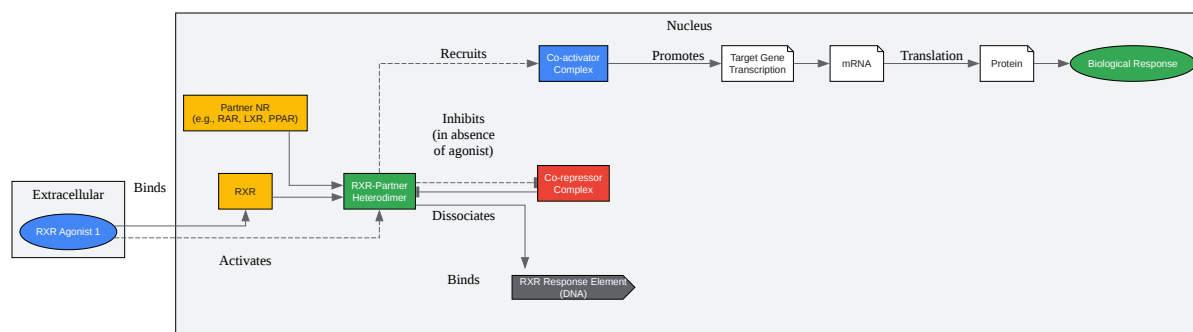 Nucleus
Recruits
Co-activator
Complex
Promotes
Target Gene
Transcription
mRNA
Translation
Protein
Biological Response
Partner NR
(e.g., RAR, LXR, PPAR)
Inhibits
(in absence
of agonist)
Extracellular
Binds
RXR
RXR-Partner
Heterodimer
Co-repressor
Complex
Dissociates
RXR Agonist 1
Activates
Binds
RXR Response Element
(DNA)